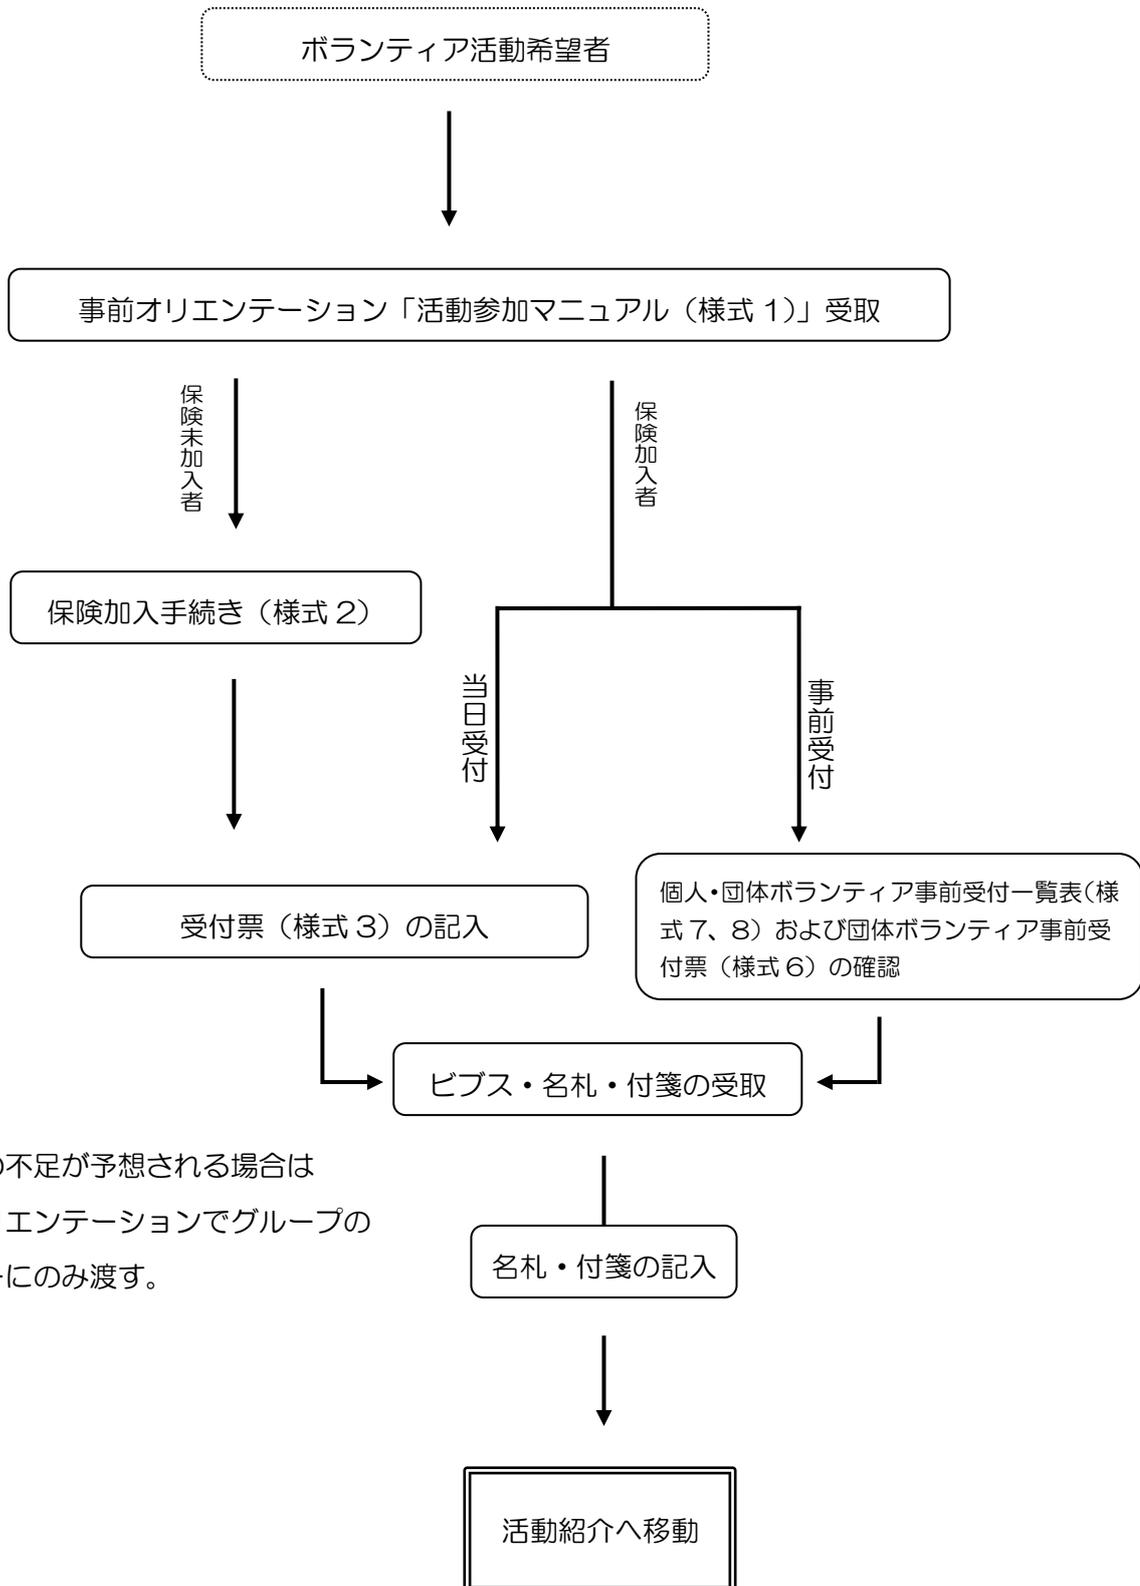 ボランティア活動希望者
事前オリエンテーション「活動参加マニュアル（様式 1）」受取
保険未加入者
保険加入者
保険加入手続き（様式 2）
当日受付
事前受付
受付票（様式 3）の記入
個人・団体ボランティア事前受付一覧表（様
式 7、8）および団体ボランティア事前受
付票（様式 6）の確認
ビブス・名札・付箋の受取
の不足が予想される場合は
エンテーションでグループの
にのみ渡す。
名札・付箋の記入
活動紹介へ移動